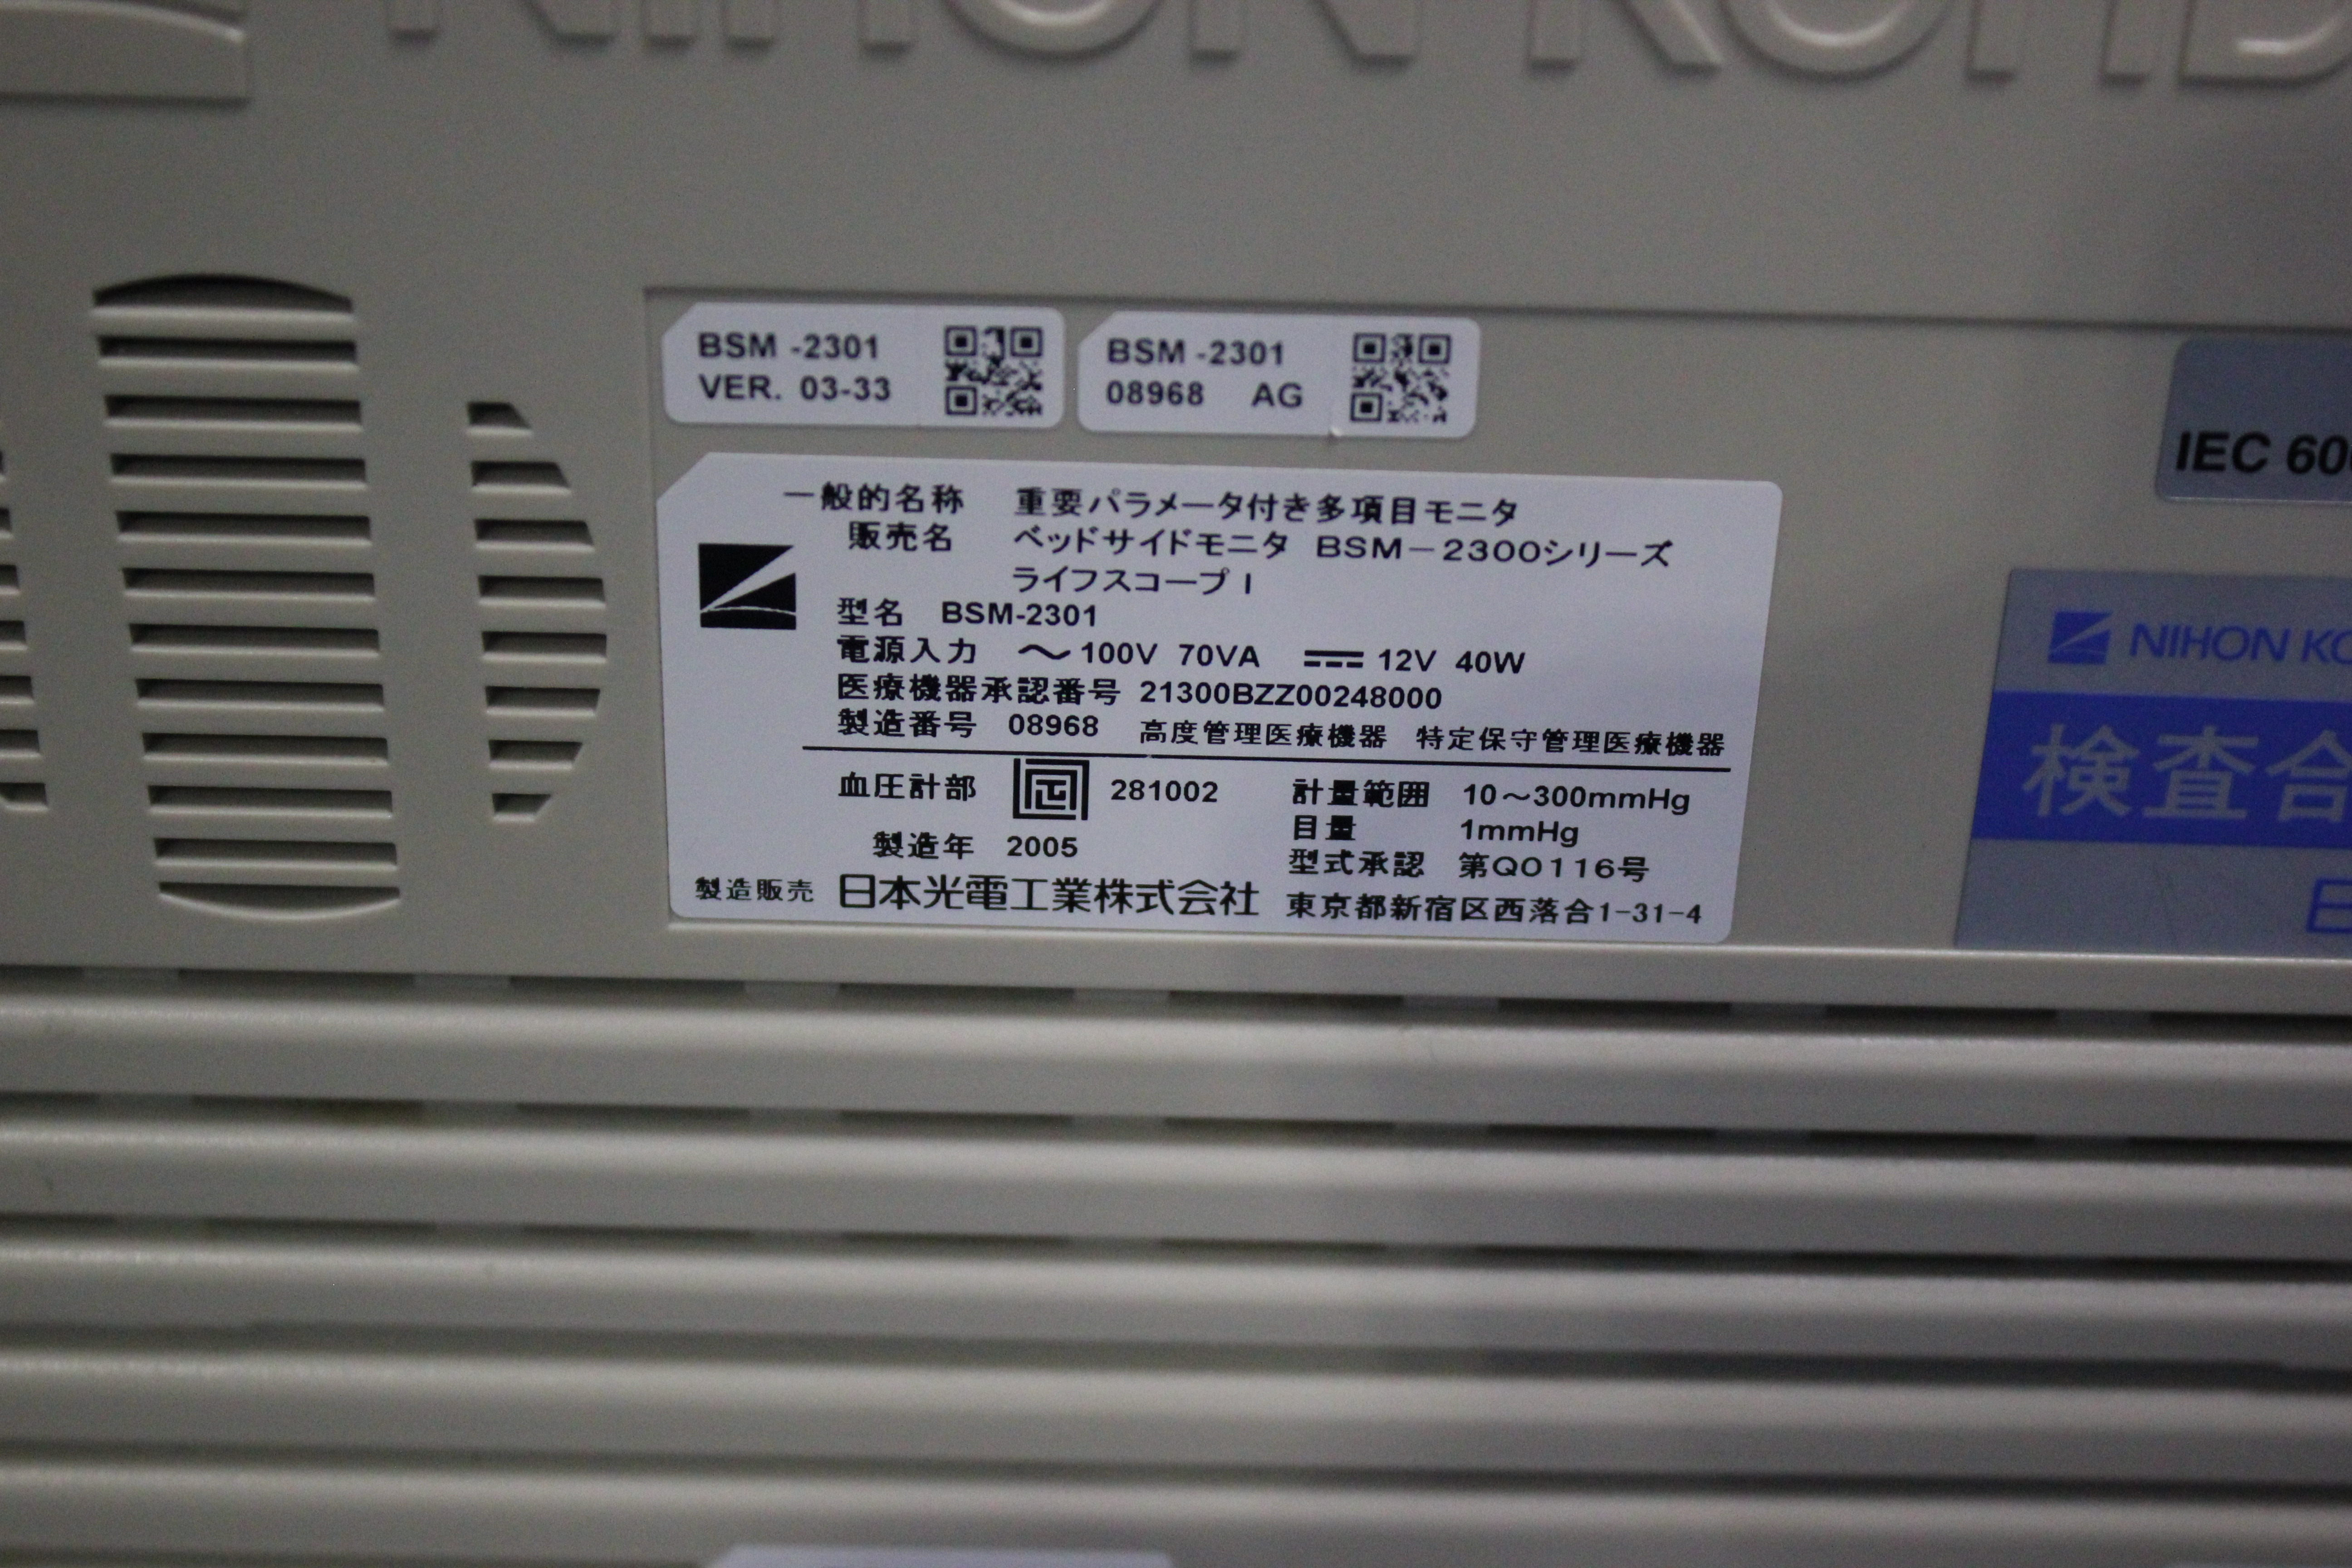 NIHON KOHD
BSM -2301
VER. 03-33
BSM -2301
08968 AG
IEC 60
一般的名称 重要パラメータ付き多項目モニタ
販売名 ベッドサイドモニタ BSM-2300シリーズ
ライフスコープ I
型名 BSM-2301
電源入力 〜100V 70VA ⎓ 12V 40W
医療機器承認番号 21300BZZ00248000
製造番号 08968 高度管理医療機器 特定保守管理医療機器
血圧計部 281002 計量範囲 10〜300mmHg
目量 1mmHg
製造年 2005
型式承認 第Q0116号
製造販売 日本光電工業株式会社 東京都新宿区西落合1-31-4
NIHON KO
検査合
日